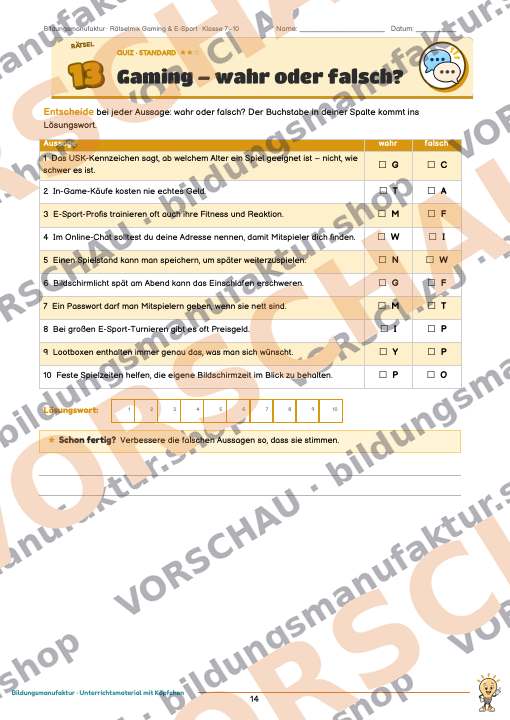 Bildungsmanufaktur · Rätselmix Gaming & E-Sport · Klasse 7–10 Name: Datum:
RÄTSEL
QUIZ · STANDARD ★★☆
13 Gaming – wahr oder falsch?
Entscheide bei jeder Aussage: wahr oder falsch? Der Buchstabe in deiner Spalte kommt ins
Lösungswort.
Aussage wahr falsch
1 Das USK-Kennzeichen sagt, ab welchem Alter ein Spiel geeignet ist – nicht, wie ☐ G ☐ C
schwer es ist.
2 In-Game-Käufe kosten nie echtes Geld. ☐ T ☐ A
3 E-Sport-Profis trainieren oft auch ihre Fitness und Reaktion. ☐ M ☐ F
4 Im Online-Chat solltest du deine Adresse nennen, damit Mitspieler dich finden. ☐ W ☐ I
5 Einen Spielstand kann man speichern, um später weiterzuspielen. ☐ N ☐ W
6 Bildschirmlicht spät am Abend kann das Einschlafen erschweren. ☐ G ☐ F
7 Ein Passwort darf man Mitspielern geben, wenn sie nett sind. ☐ M ☐ T
8 Bei großen E-Sport-Turnieren gibt es oft Preisgeld. ☐ I ☐ P
9 Lootboxen enthalten immer genau das, was man sich wünscht. ☐ Y ☐ P
10 Feste Spielzeiten helfen, die eigene Bildschirmzeit im Blick zu behalten. ☐ P ☐ O
Lösungswort: 1 2 3 4 5 6 7 8 9 10
★ Schon fertig? Verbessere die falschen Aussagen so, dass sie stimmen.
VORSCHAU · bildungsmanufaktur.shop
Bildungsmanufaktur · Unterrichtsmaterial mit Köpfchen
14